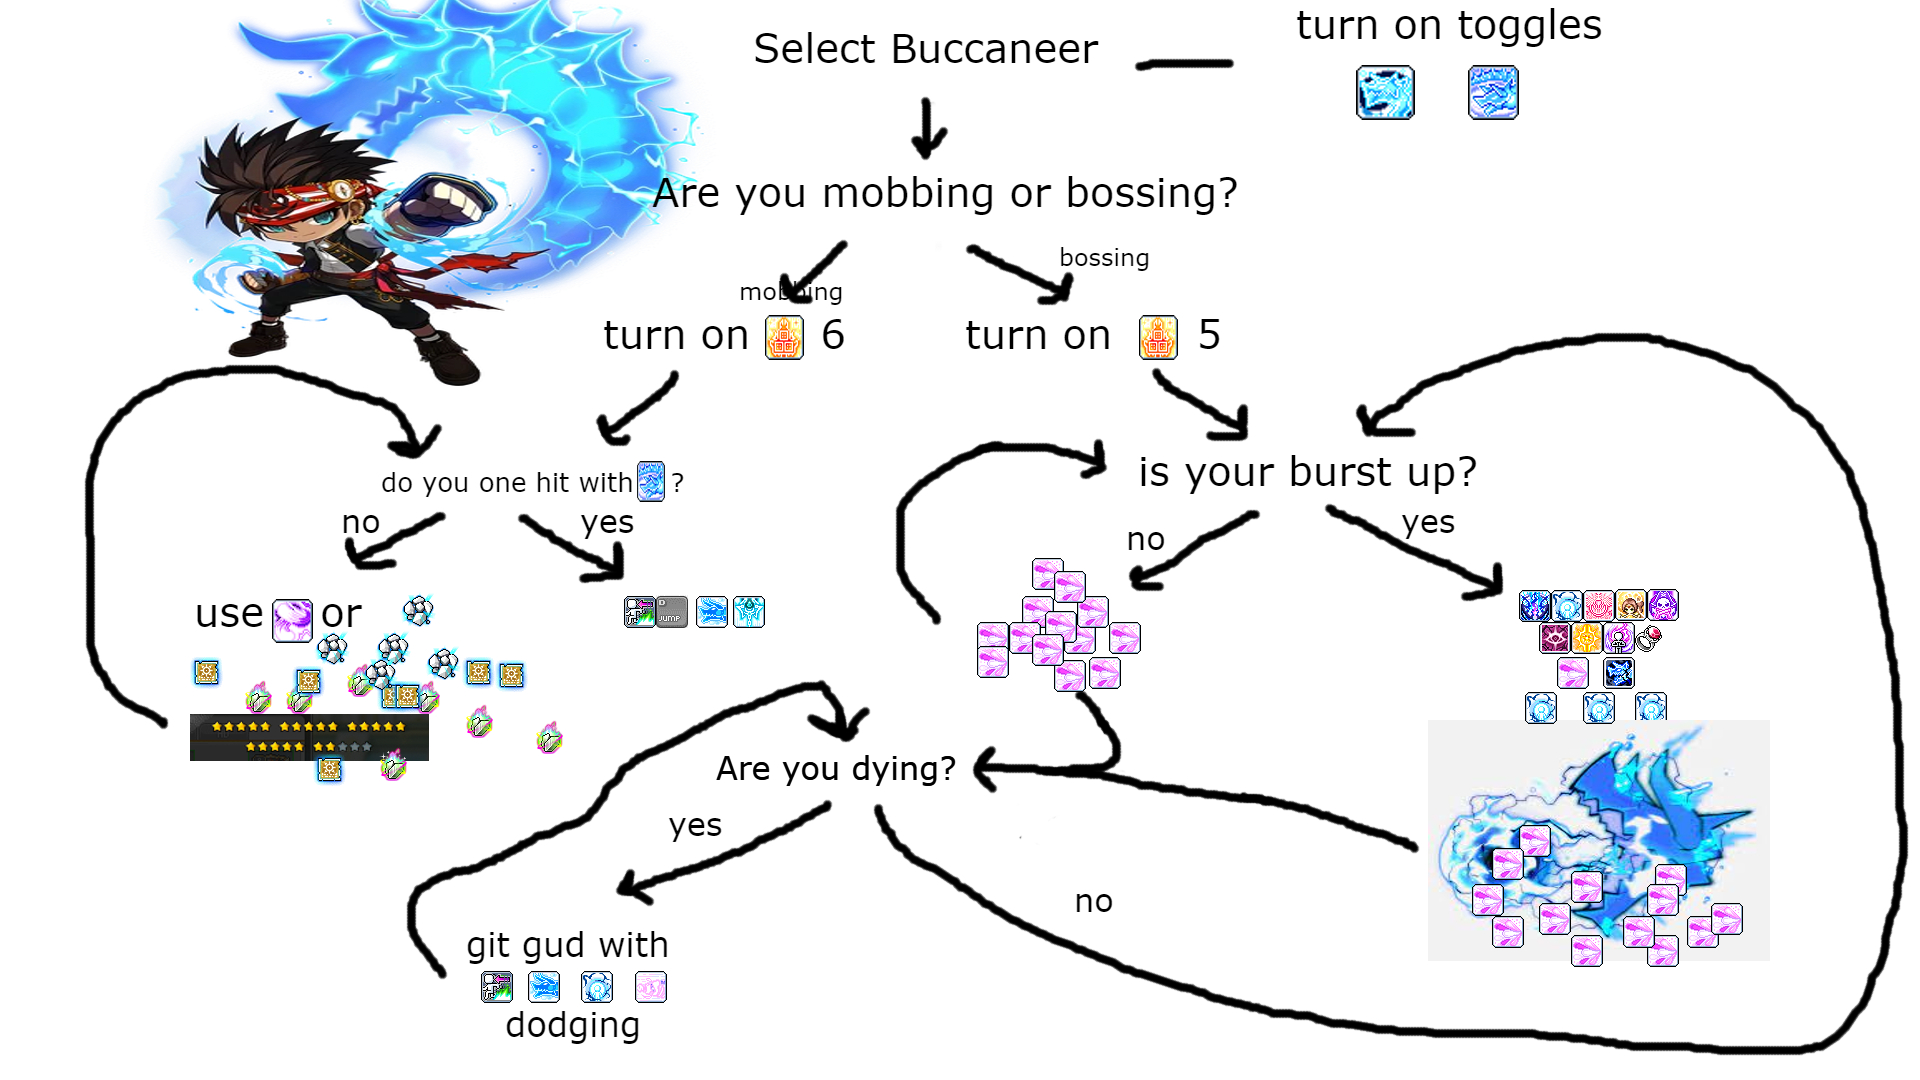 Select Buccaneer
turn on toggles
Are you mobbing or bossing?
mobbing
bossing
turn on 6
turn on 5
do you one hit with ?
is your burst up?
no
yes
no
yes
use or
D
JUMP
Are you dying?
yes
no
git gud with
dodging